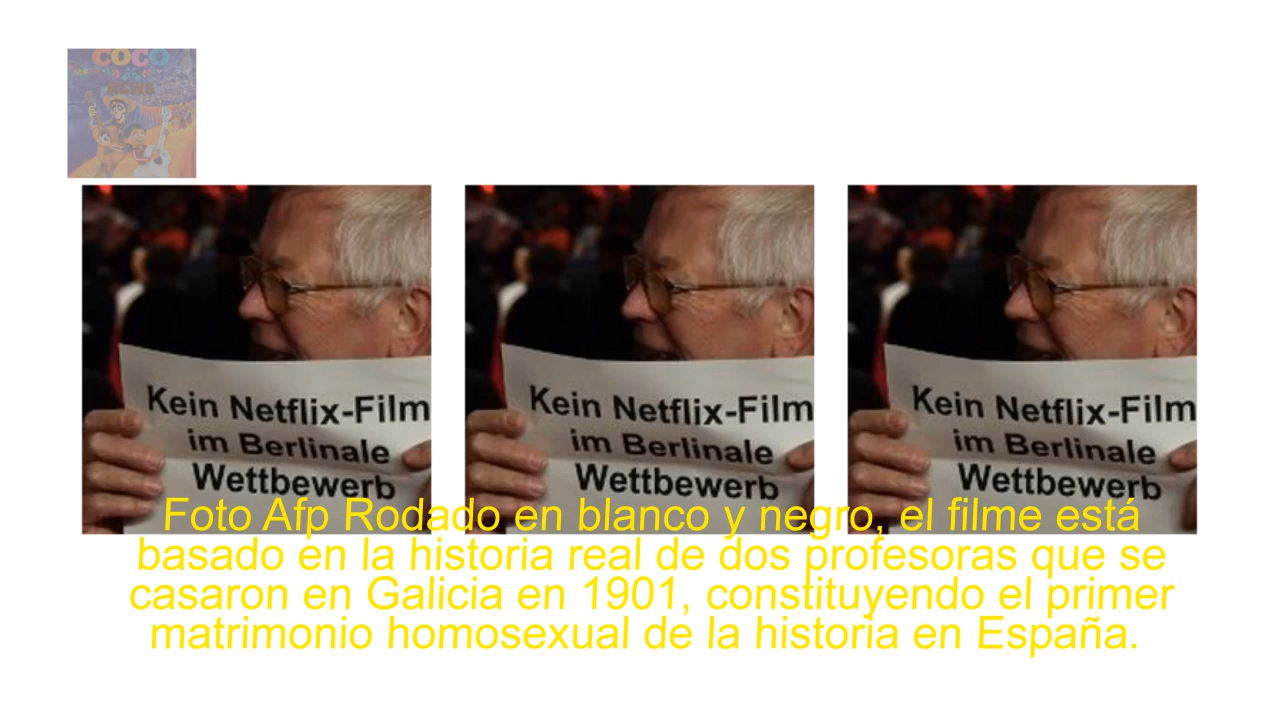 COCO
Kein Netflix-Film
im Berlinale
Wettbewerb
Kein Netflix-Film
im Berlinale
Wettbewerb
Kein Netflix-Film
im Berlinale
Wettbewerb
Foto Afp Rodado en blanco y negro, el filme está
basado en la historia real de dos profesoras que se
casaron en Galicia en 1901, constituyendo el primer
matrimonio homosexual de la historia en España.